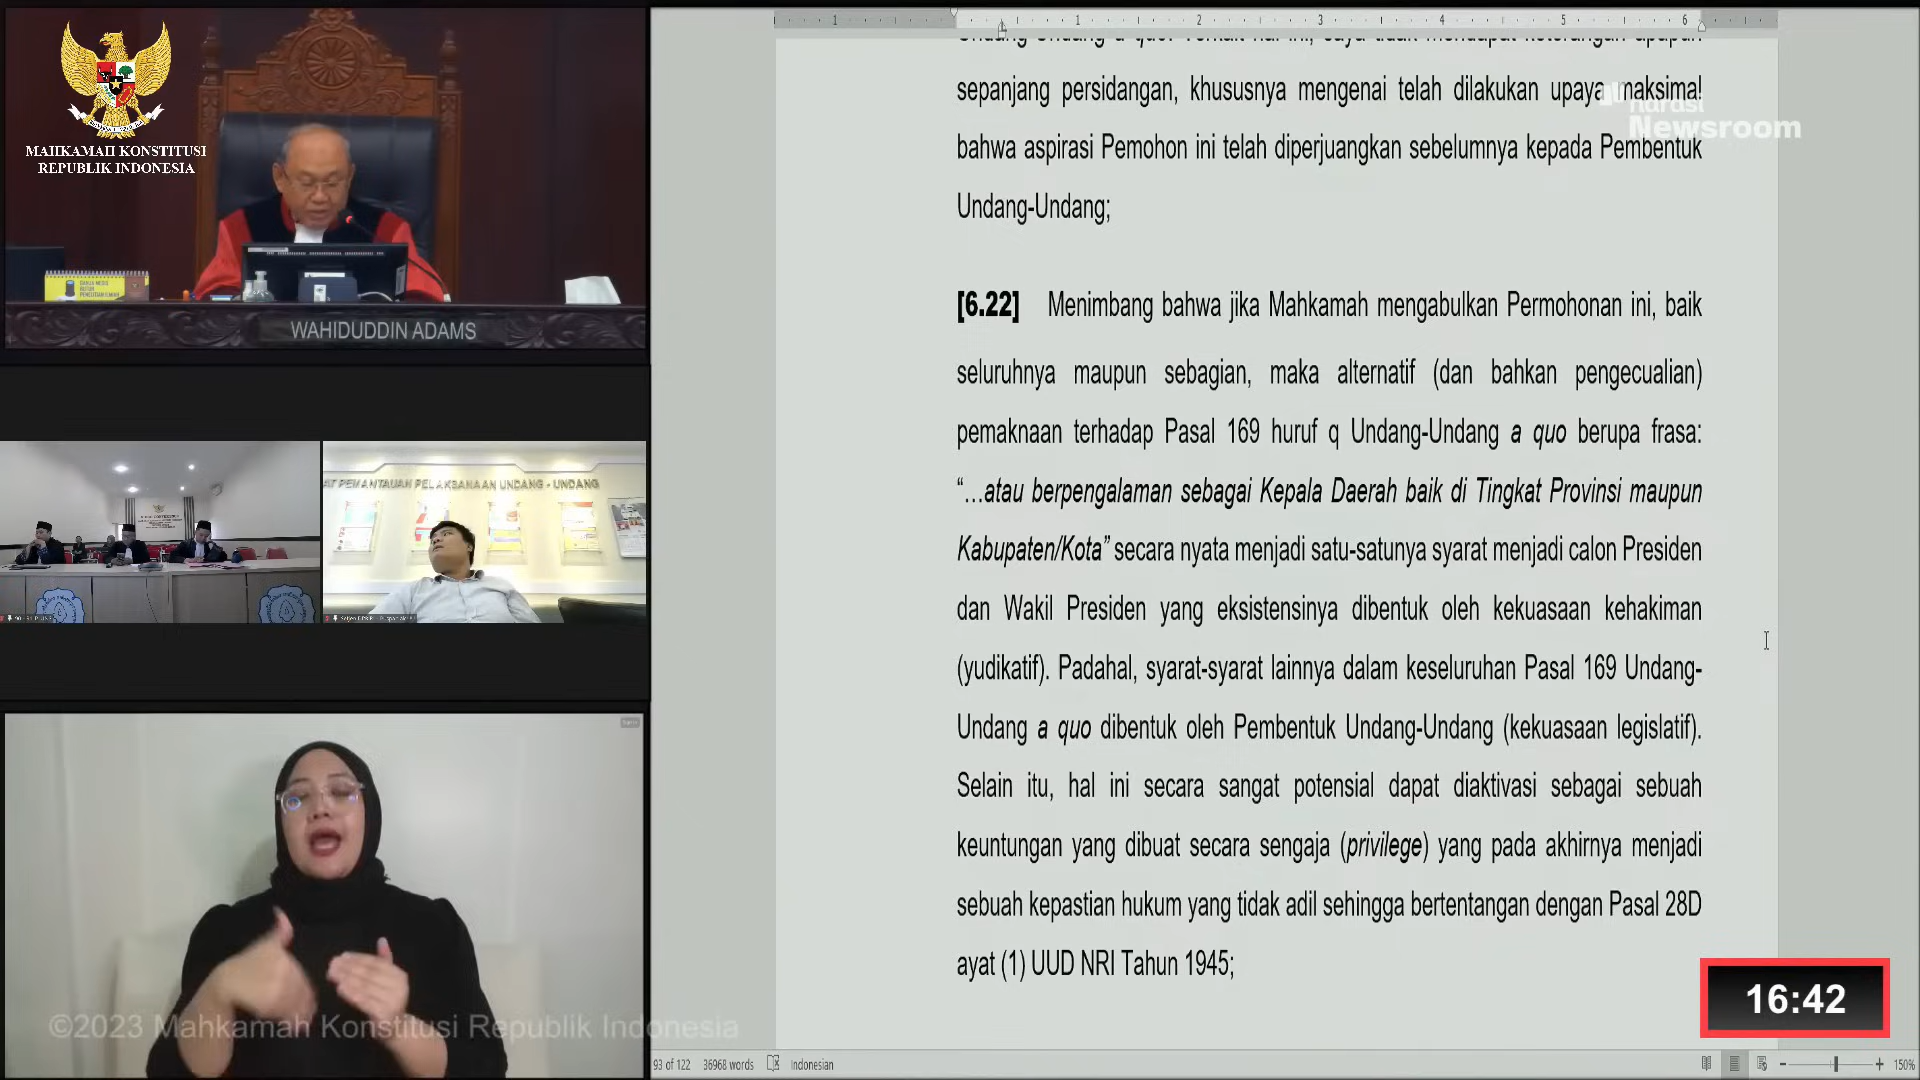 MAHKAMAH KONSTITUSI
REPUBLIK INDONESIA
WAHIDUDDIN ADAMS
PEMANTAUAN PELAKSANAAN UNDANG - UNDANG
©2023 Mahkamah Konstitusi Republik Indonesia
sepanjang persidangan, khususnya mengenai telah dilakukan upaya maksimal
bahwa aspirasi Pemohon ini telah diperjuangkan sebelumnya kepada Pembentuk
Undang-Undang;
[6.22] Menimbang bahwa jika Mahkamah mengabulkan Permohonan ini, baik
seluruhnya maupun sebagian, maka alternatif (dan bahkan pengecualian)
pemaknaan terhadap Pasal 169 huruf q Undang-Undang a quo berupa frasa:
“…atau berpengalaman sebagai Kepala Daerah baik di Tingkat Provinsi maupun
Kabupaten/Kota” secara nyata menjadi satu-satunya syarat menjadi calon Presiden
dan Wakil Presiden yang eksistensinya dibentuk oleh kekuasaan kehakiman
(yudikatif). Padahal, syarat-syarat lainnya dalam keseluruhan Pasal 169 Undang-
Undang a quo dibentuk oleh Pembentuk Undang-Undang (kekuasaan legislatif).
Selain itu, hal ini secara sangat potensial dapat diaktivasi sebagai sebuah
keuntungan yang dibuat secara sengaja (privilege) yang pada akhirnya menjadi
sebuah kepastian hukum yang tidak adil sehingga bertentangan dengan Pasal 28D
ayat (1) UUD NRI Tahun 1945;
narasi
Newsroom
16:42
93 of 122 36968 words Indonesian 150%